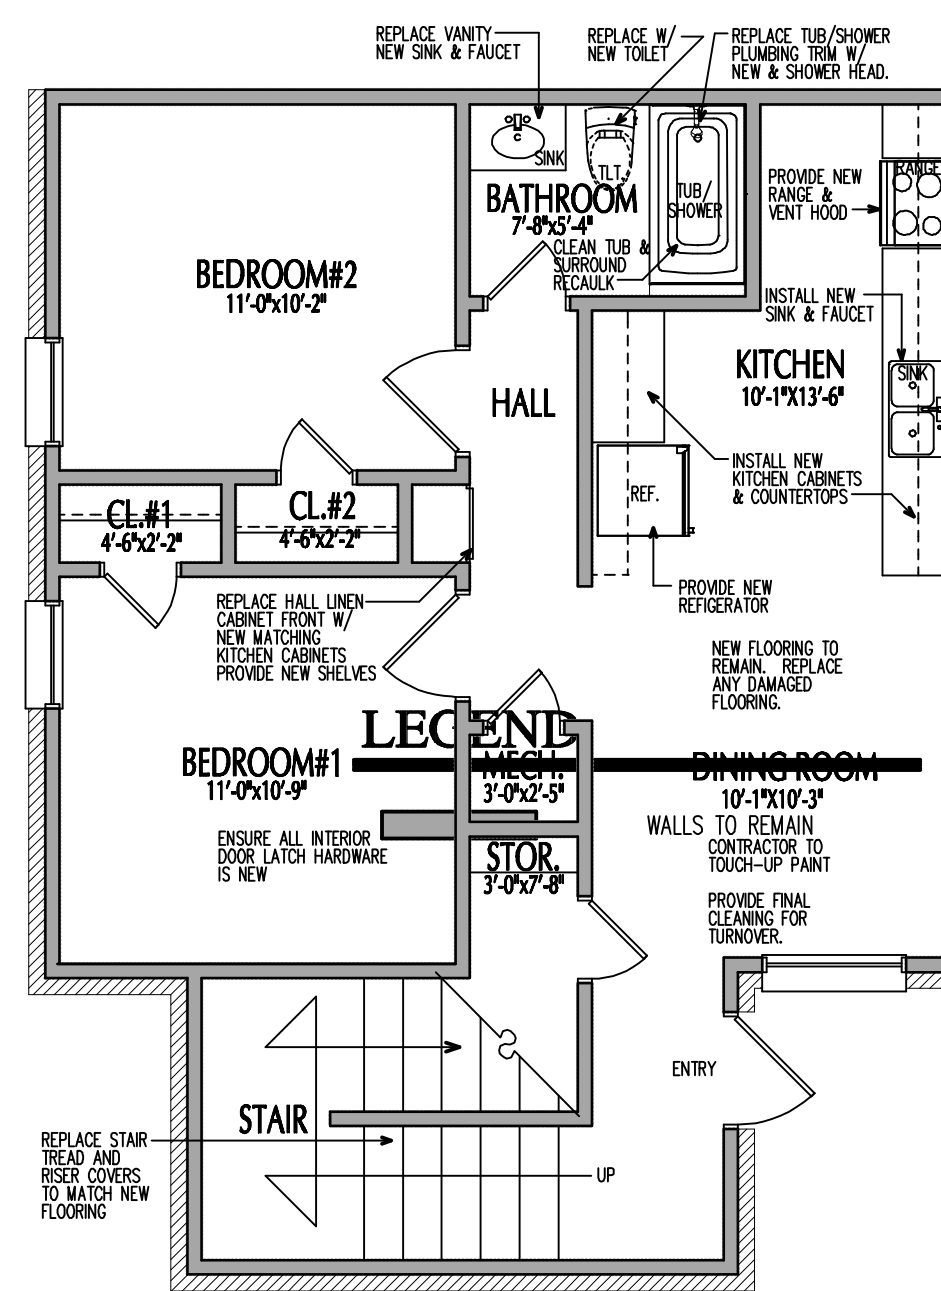 REPLACE VANITY
NEW SINK & FAUCET
REPLACE W/
NEW TOILET
REPLACE TUB/SHOWER
PLUMBING TRIM W/
NEW & SHOWER HEAD.
SINK
TLT.
BATHROOM
7'-8"x5'-4"
TUB/
SHOWER
CLEAN TUB &
SURROUND
RECAULK
RANGE
PROVIDE NEW
RANGE &
VENT HOOD
BEDROOM#2
11'-0"x10'-2"
INSTALL NEW
SINK & FAUCET
KITCHEN
10'-1"X13'-6"
SINK
HALL
INSTALL NEW
KITCHEN CABINETS
& COUNTERTOPS
REF.
CL.#1
4'-6"x2'-2"
CL.#2
4'-6"x2'-2"
PROVIDE NEW
REFIGERATOR
REPLACE HALL LINEN
CABINET FRONT W/
NEW MATCHING
KITCHEN CABINETS
PROVIDE NEW SHELVES
NEW FLOORING TO
REMAIN. REPLACE
ANY DAMAGED
FLOORING.
LEGEND
BEDROOM#1
11'-0"x10'-9"
MECH.
3'-0"x2'-5"
DINING ROOM
10'-1"X10'-3"
WALLS TO REMAIN
CONTRACTOR TO
TOUCH-UP PAINT
ENSURE ALL INTERIOR
DOOR LATCH HARDWARE
IS NEW
STOR.
3'-0"x7'-8"
PROVIDE FINAL
CLEANING FOR
TURNOVER.
ENTRY
STAIR
REPLACE STAIR
TREAD AND
RISER COVERS
TO MATCH NEW
FLOORING
UP